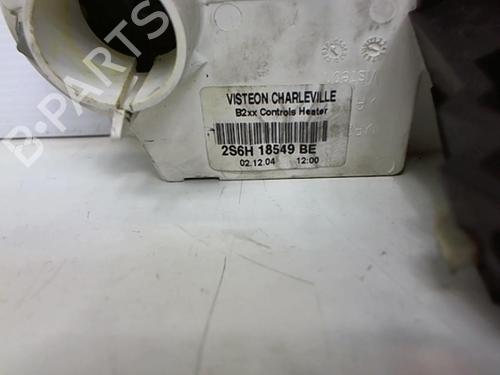 VISTEON CHARLEVILLE
B2xx Controls Heater
2S6H 18549 BE
02.12.04 12:00
B-Parts